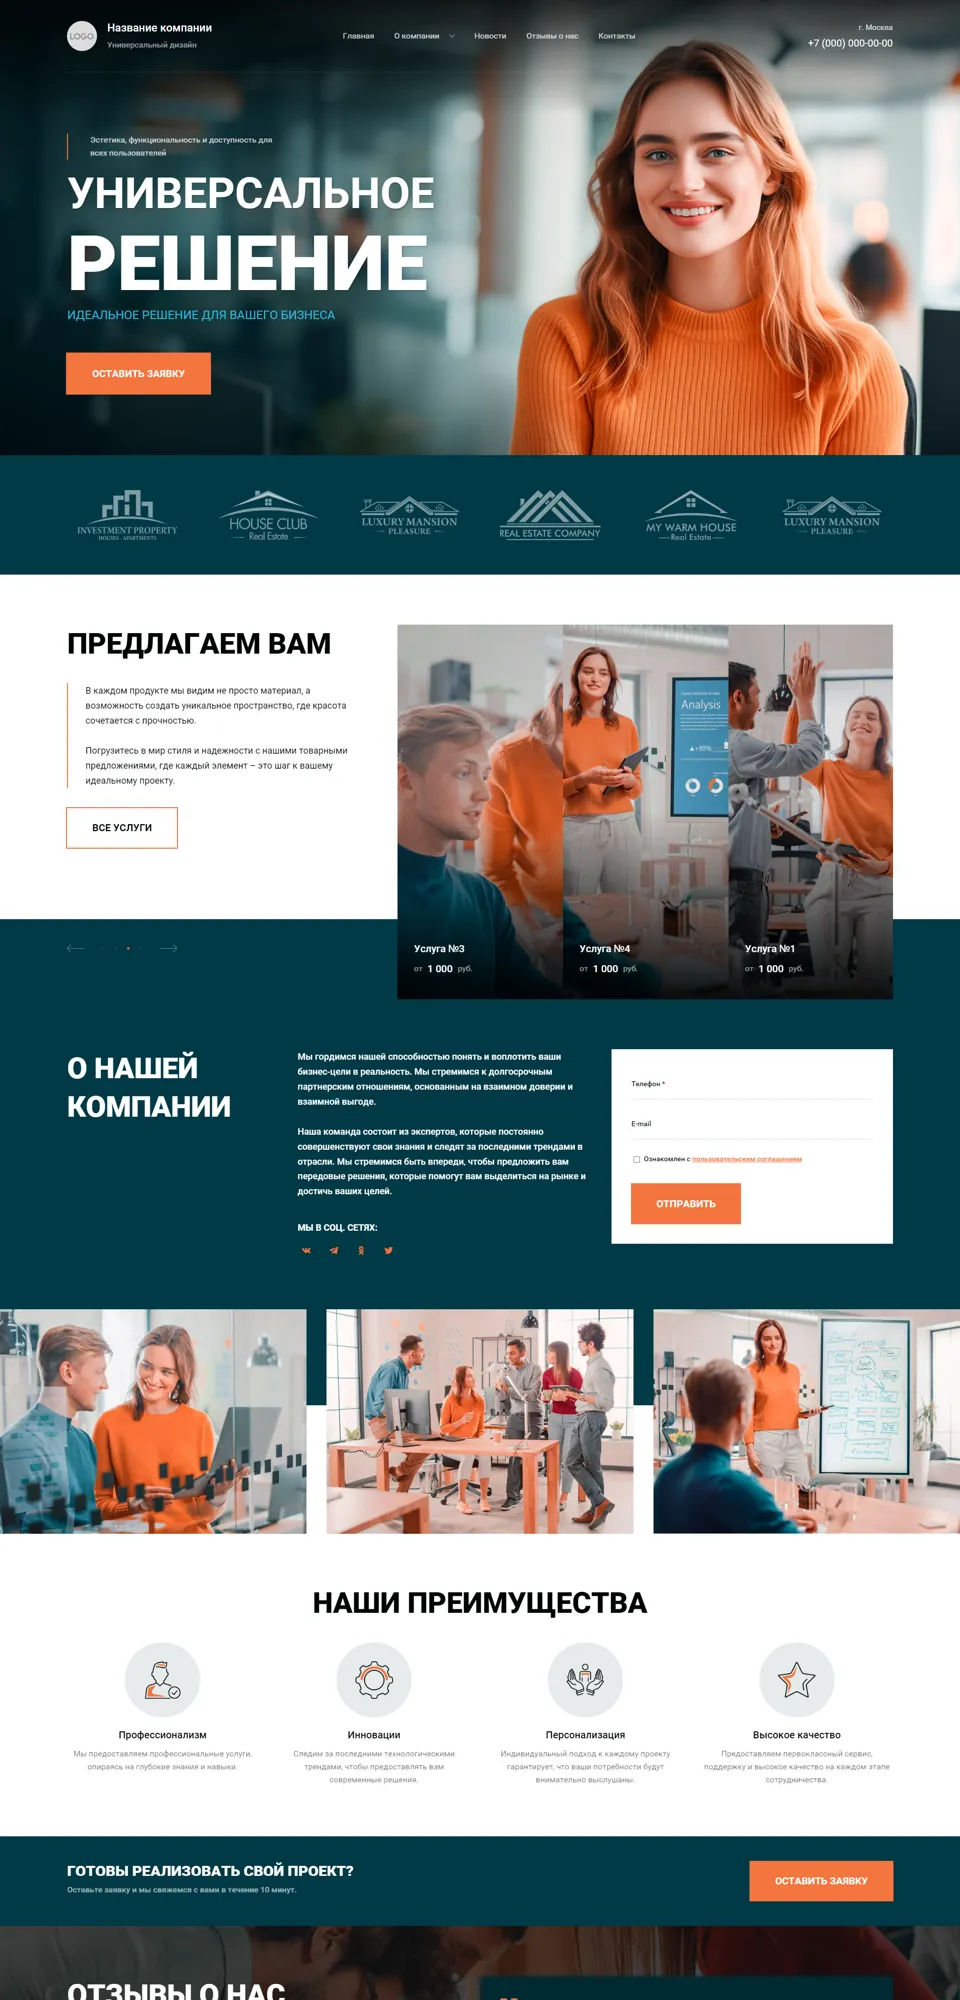 LOGO
Название компании
Универсальный дизайн
Главная
О компании
Новости
Отзывы о нас
Контакты
г. Москва
+7 (000) 000-00-00
Эстетика, функциональность и доступность для
всех пользователей
УНИВЕРСАЛЬНОЕ
РЕШЕНИЕ
ИДЕАЛЬНОЕ РЕШЕНИЕ ДЛЯ ВАШЕГО БИЗНЕСА
ОСТАВИТЬ ЗАЯВКУ
INVESTMENT PROPERTY
HOUSES - APARTMENTS
HOUSE CLUB
Real Estate
LUXURY MANSION
PLEASURE
REAL ESTATE COMPANY
MY WARM HOUSE
Real Estate
LUXURY MANSION
PLEASURE
ПРЕДЛАГАЕМ ВАМ
В каждом продукте мы видим не просто материал, а
возможность создать уникальное пространство, где красота
сочетается с прочностью.
Погрузитесь в мир стиля и надежности с нашими товарными
предложениями, где каждый элемент – это шаг к вашему
идеальному проекту.
ВСЕ УСЛУГИ
Analysis
Услуга №3
от 1 000 руб.
Услуга №4
от 1 000 руб.
Услуга №1
от 1 000 руб.
О НАШЕЙ
КОМПАНИИ
Мы гордимся нашей способностью понять и воплотить ваши
бизнес-цели в реальность. Мы стремимся к долгосрочным
партнерским отношениям, основанным на взаимном доверии и
взаимной выгоде.
Наша команда состоит из экспертов, которые постоянно
совершенствуют свои знания и следят за последними трендами в
отрасли. Мы стремимся быть впереди, чтобы предложить вам
передовые решения, которые помогут вам выделиться на рынке и
достичь ваших целей.
МЫ В СОЦ. СЕТЯХ:
Телефон *
E-mail
Ознакомлен с пользовательским соглашением
ОТПРАВИТЬ
НАШИ ПРЕИМУЩЕСТВА
Профессионализм
Мы предоставляем профессиональные услуги,
опираясь на глубокие знания и навыки.
Инновации
Следим за последними технологическими
трендами, чтобы предоставлять вам
современные решения.
Персонализация
Индивидуальный подход к каждому проекту
гарантирует, что ваши потребности будут
внимательно выслушаны.
Высокое качество
Предоставляем первоклассный сервис,
поддержку и высокое качество на каждом этапе
сотрудничества.
ГОТОВЫ РЕАЛИЗОВАТЬ СВОЙ ПРОЕКТ?
Оставьте заявку и мы свяжемся с вами в течение 10 минут.
ОСТАВИТЬ ЗАЯВКУ
ОТЗЫВЫ О НАС